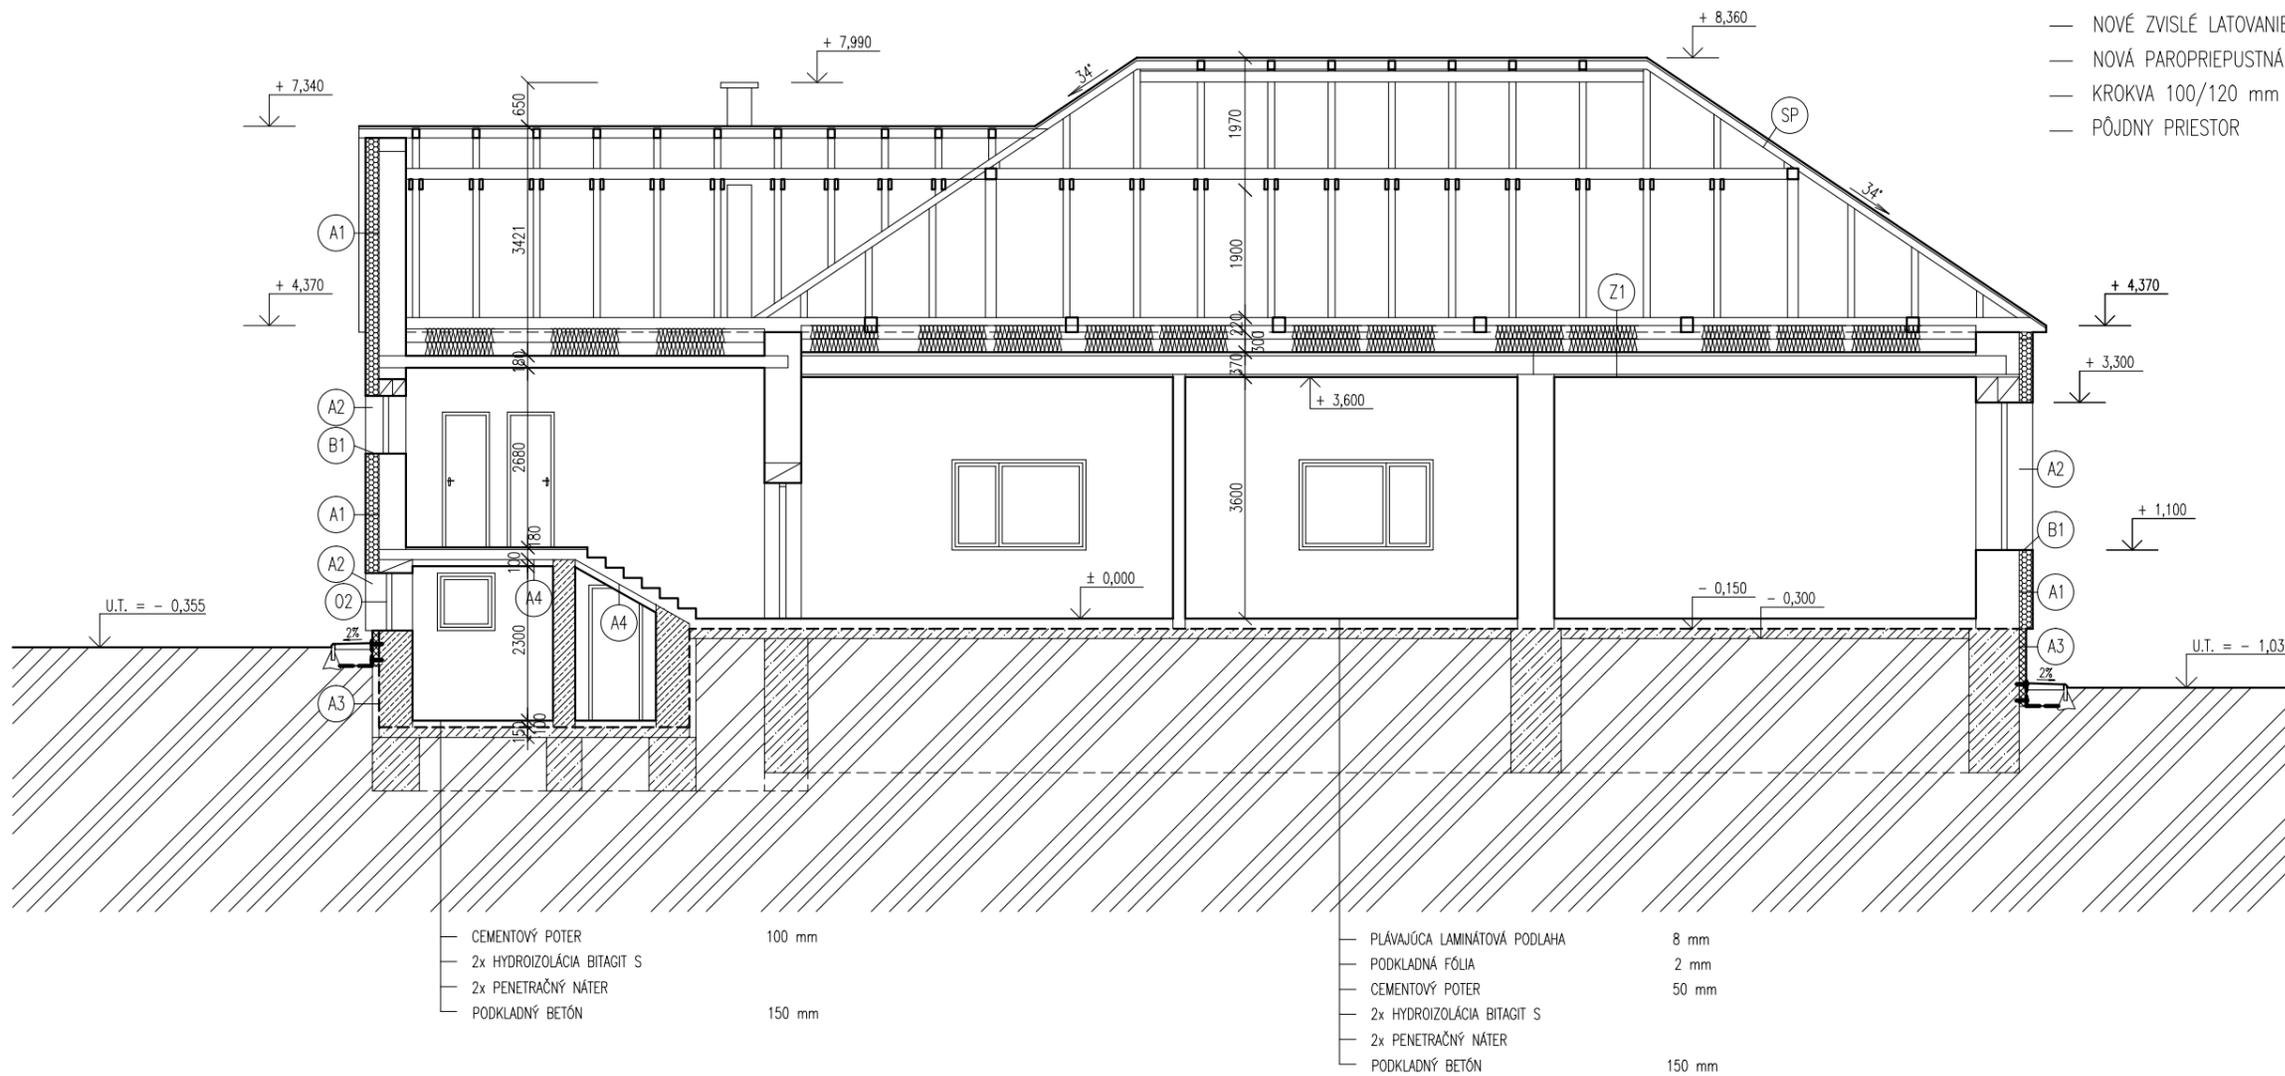 + 8,360
NOVÉ ZVISLÉ LATOVANIE
+ 7,990
NOVÁ PAROPRIEPUSTNÁ
34°
+ 7,340
KROKVA 100/120 mm
650
SP
1970
PÔJDNY PRIESTOR
34°
A1
3421
1900
+ 4,370
Z1
+ 4,370
220
300
180
370
+ 3,300
+ 3,600
A2
B1
2680
A2
3600
A1
+ 1,100
180
B1
100
A2
± 0,000
- 0,150
- 0,300
O2
A4
A1
U.T. = - 0,355
A4
2%
2300
A3
U.T. = - 1,03
2%
A3
150
100
CEMENTOVÝ POTER 100 mm
2x HYDROIZOLÁCIA BITAGIT S
2x PENETRAČNÝ NÁTER
PODKLADNÝ BETÓN 150 mm
PLÁVAJÚCA LAMINÁTOVÁ PODLAHA 8 mm
PODKLADNÁ FÓLIA 2 mm
CEMENTOVÝ POTER 50 mm
2x HYDROIZOLÁCIA BITAGIT S
2x PENETRAČNÝ NÁTER
PODKLADNÝ BETÓN 150 mm